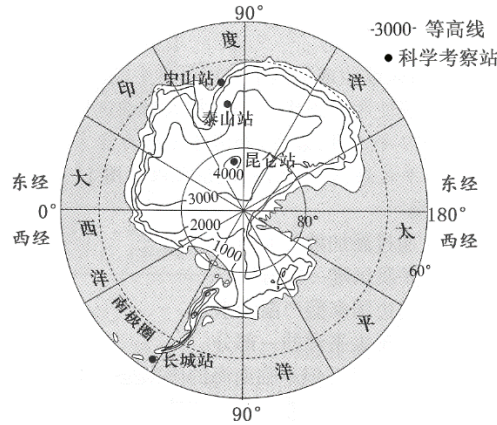 90°
-3000- 等高线
科学考察站
印
度
洋
中山站
泰山站
昆仑站
4000
3000
2000
1000
80°
60°
东经
0°
西经
东经
180°
西经
大
西
洋
太
平
洋
南极圈
长城站
90°